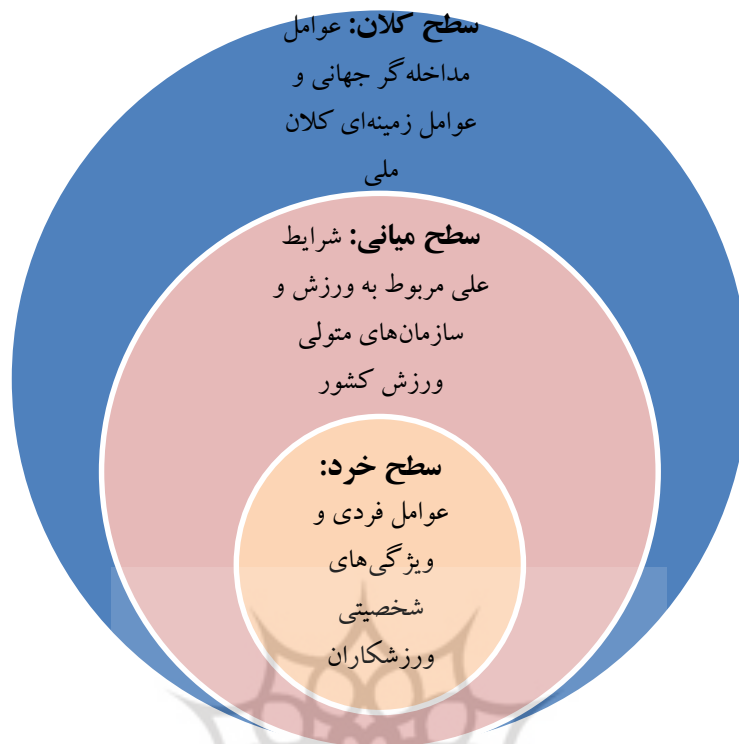 سطح کلان: عوامل
مداخله‌گر جهانی و
عوامل زمینه‌ای کلان
ملی
سطح میانی: شرایط
علی مربوط به ورزش و
سازمان‌های متولی
ورزش کشور
سطح خرد:
عوامل فردی و
ویژگی‌های
شخصیتی
ورزشکاران